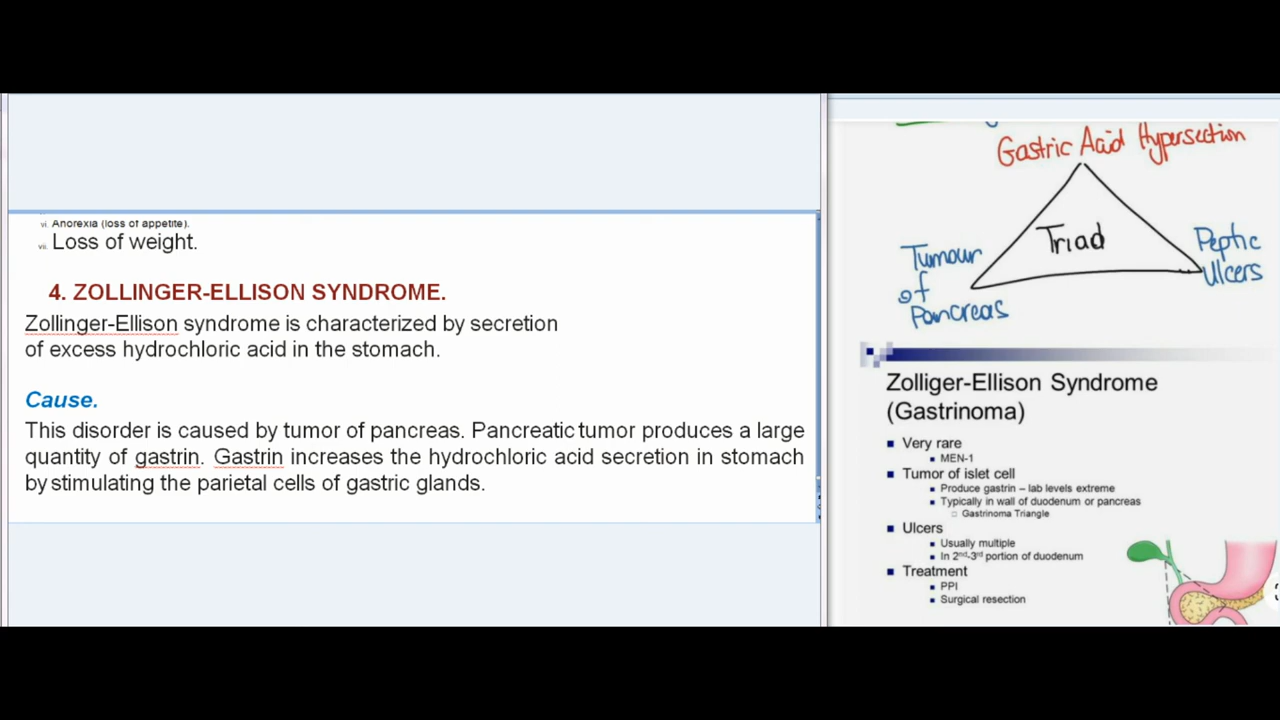 vi. Anorexia (loss of appetite).
vii. Loss of weight.
4. ZOLLINGER-ELLISON SYNDROME.
Zollinger-Ellison syndrome is characterized by secretion
of excess hydrochloric acid in the stomach.
Cause.
This disorder is caused by tumor of pancreas. Pancreatic tumor produces a large
quantity of gastrin. Gastrin increases the hydrochloric acid secretion in stomach
by stimulating the parietal cells of gastric glands.
Gastric Acid Hypersection
Triad
Tumour
of
Pancreas
Peptic
Ulcers
Zolliger-Ellison Syndrome
(Gastrinoma)
Very rare
MEN-1
Tumor of islet cell
Produce gastrin – lab levels extreme
Typically in wall of duodenum or pancreas
Gastrinoma Triangle
Ulcers
Usually multiple
In 2nd-3rd portion of duodenum
Treatment
PPI
Surgical resection